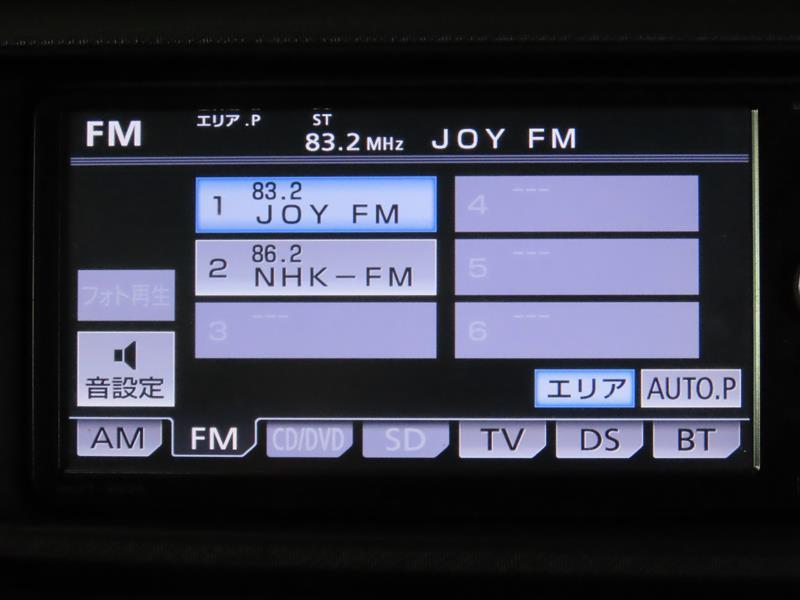 FM エリア.P ST 83.2MHz JOY FM
1 83.2 JOY FM
4 ---
2 86.2 NHK-FM
5 ---
3 ---
6 ---
フォト再生
音設定
エリア AUTO.P
AM FM CD/DVD SD TV DS BT